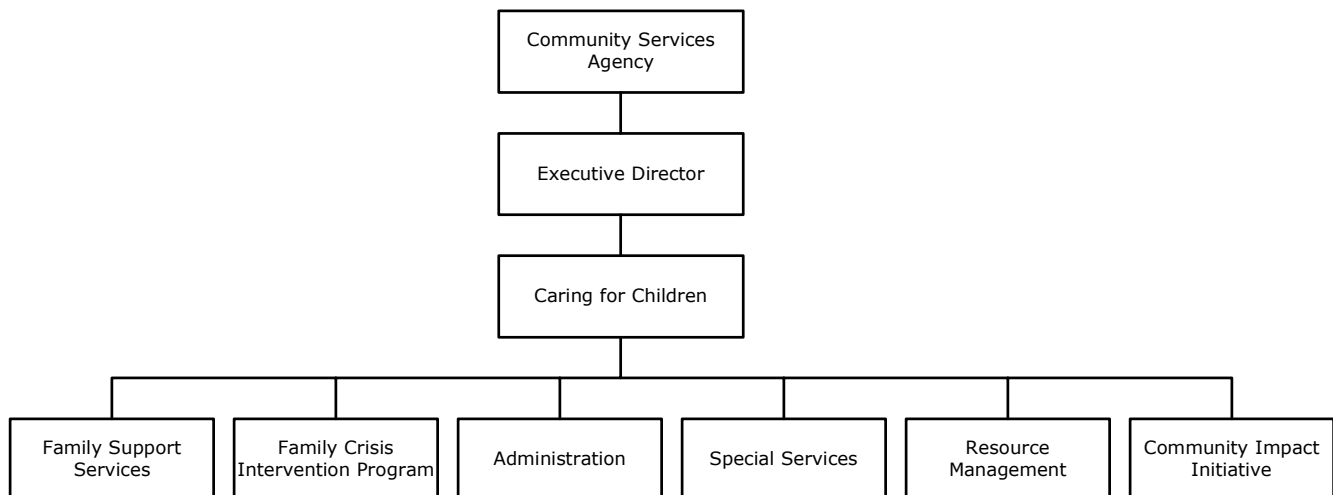 Community Services
Agency
Executive Director
Caring for Children
Family Support
Services
Family Crisis
Intervention Program
Administration
Special Services
Resource
Management
Community Impact
Initiative